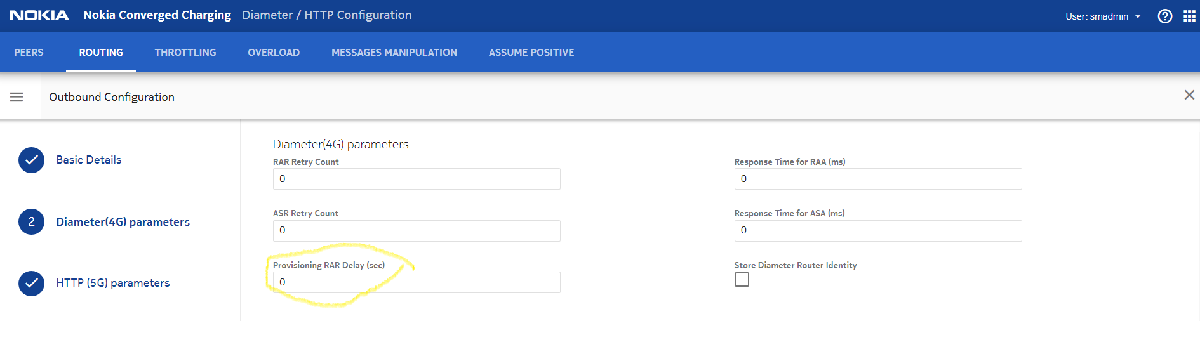 NOKIA Nokia Converged Charging Diameter / HTTP Configuration User: smadmin
PEERS ROUTING THROTTLING OVERLOAD MESSAGES MANIPULATION ASSUME POSITIVE
Outbound Configuration
Basic Details
2 Diameter(4G) parameters
HTTP (5G) parameters
Diameter(4G) parameters
RAR Retry Count Response Time for RAA (ms)
0 0
ASR Retry Count Response Time for ASA (ms)
0 0
Provisioning RAR Delay (sec) Store Diameter Router Identity
0